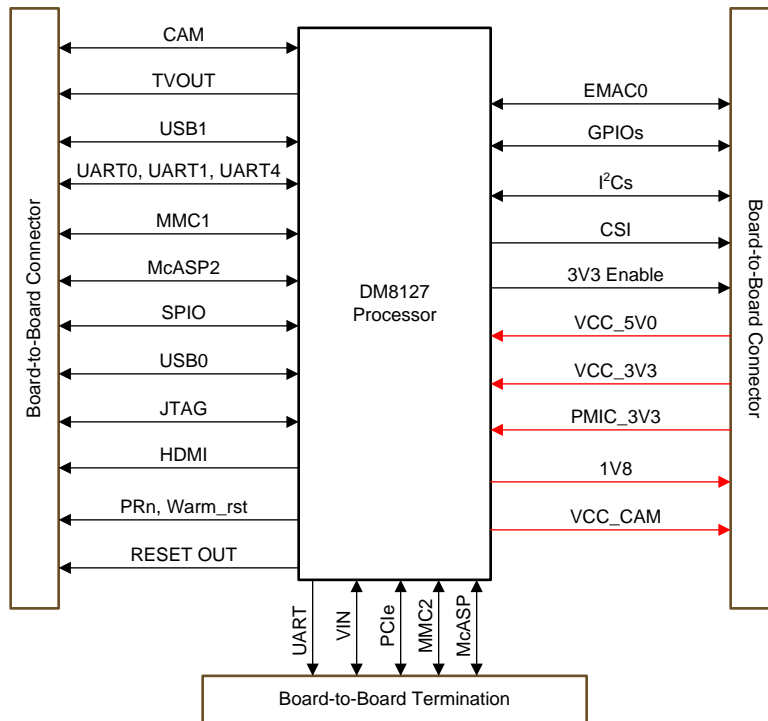 Board-to-Board Connector
CAM
TVOUT
USB1
UART0, UART1, UART4
MMC1
McASP2
SPIO
USB0
JTAG
HDMI
PRn, Warm_rst
RESET OUT
DM8127
Processor
EMAC0
GPIOs
I²Cs
CSI
3V3 Enable
VCC_5V0
VCC_3V3
PMIC_3V3
1V8
VCC_CAM
Board-to-Board Connector
UART
VIN
PCIe
MMC2
McASP
Board-to-Board Termination